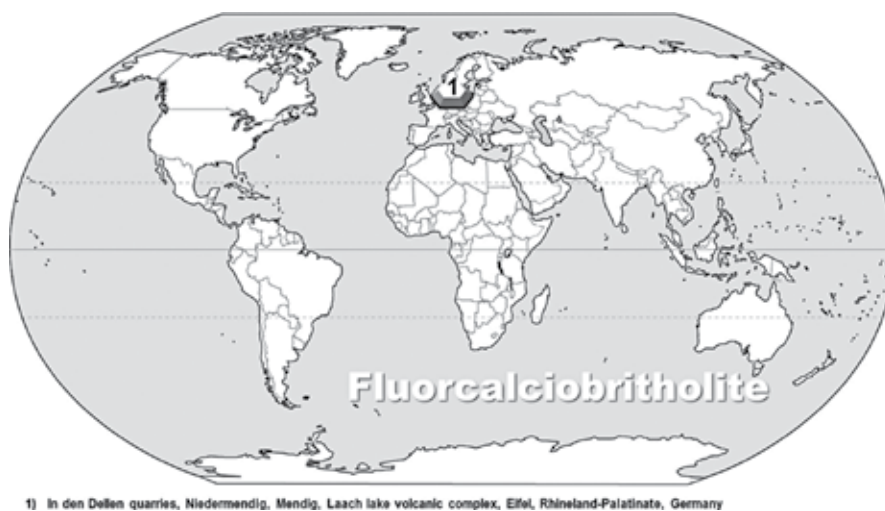 1
Fluorcalciobritholite
1) In den Dellen quarries, Niedermendig, Mendig, Laach lake volcanic complex, Eifel, Rhineland-Palatinate, Germany